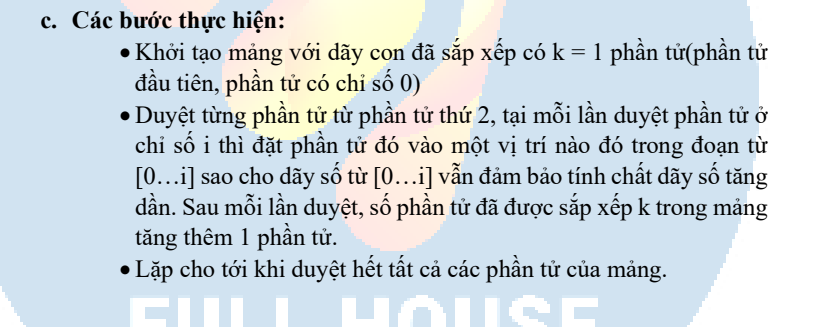 c. Các bước thực hiện:
• Khởi tạo mảng với dãy con đã sắp xếp có k = 1 phần tử(phần tử
đầu tiên, phần tử có chỉ số 0)
• Duyệt từng phần tử từ phần tử thứ 2, tại mỗi lần duyệt phần tử ở
chỉ số i thì đặt phần tử đó vào một vị trí nào đó trong đoạn từ
[0…i] sao cho dãy số từ [0…i] vẫn đảm bảo tính chất dãy số tăng
dần. Sau mỗi lần duyệt, số phần tử đã được sắp xếp k trong mảng
tăng thêm 1 phần tử.
• Lặp cho tới khi duyệt hết tất cả các phần tử của mảng.
FULL HOUSE